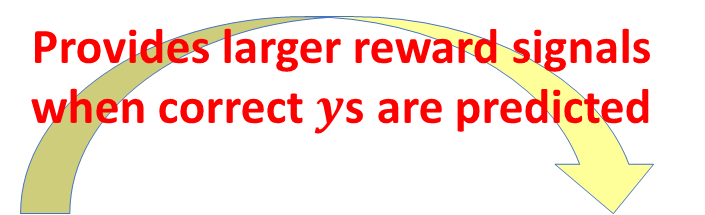 Provides larger reward signals
when correct 𝒚s are predicted